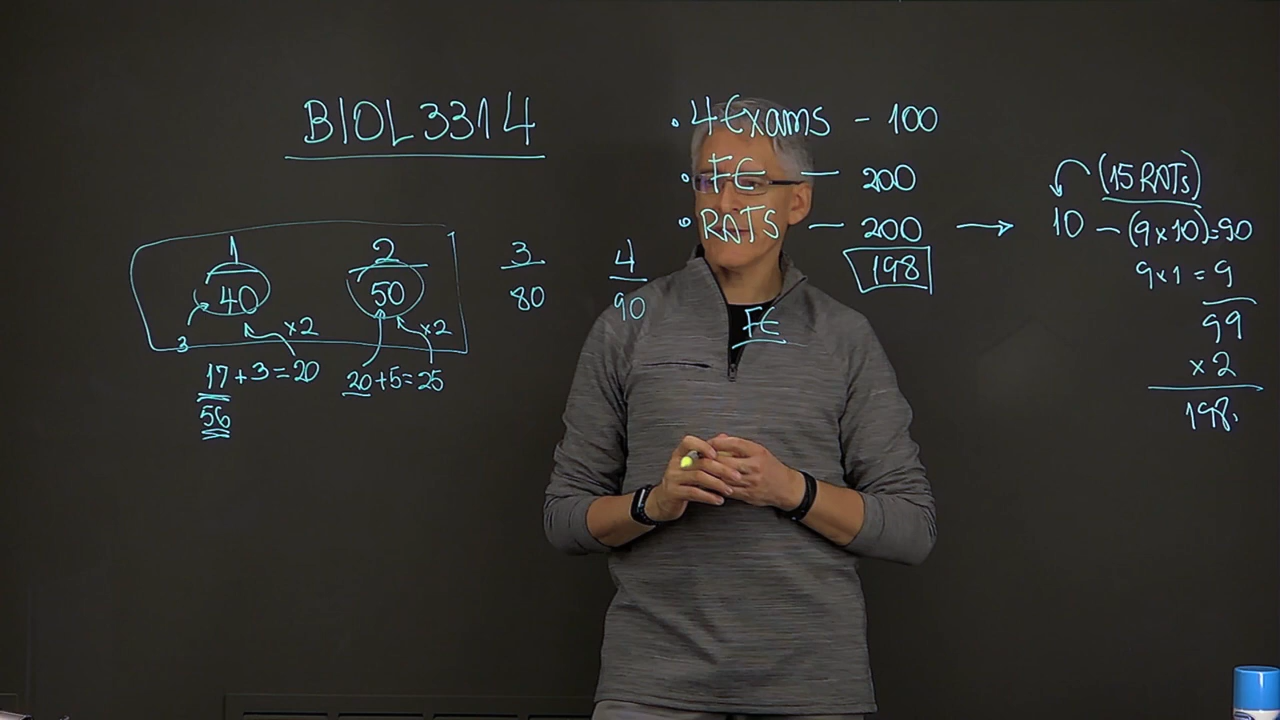 BIOL3314
. 4 Exams - 100
. FE - 200
. RATS - 200 →
198
(15 RATs)
10 - (9x10)=90
9x1 = 9
99
x2
198.
1 2 3 4
40 50 80 90
x2 x2
3
17+3=20 20+5=25
56
FE